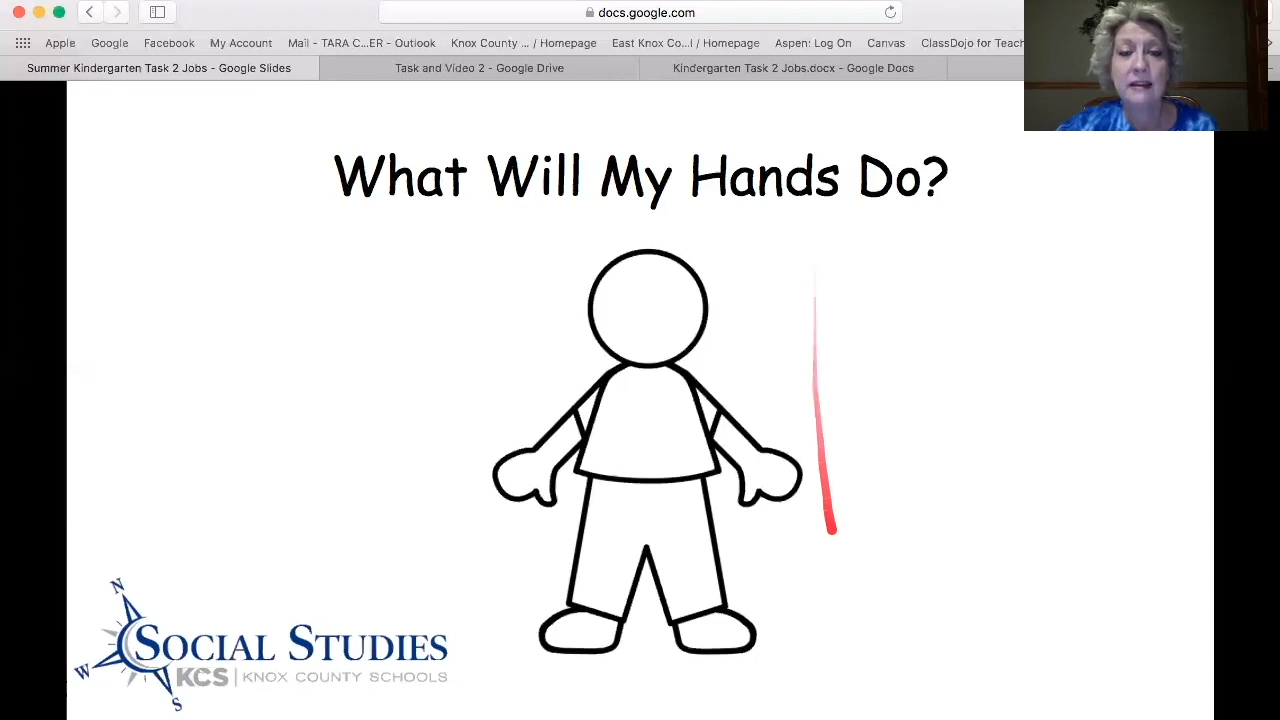 docs.google.com
Apple Google Facebook My Account Mail - TARA C...ER - Outlook Knox County ... / Homepage East Knox Co...l / Homepage Aspen: Log On Canvas ClassDojo for Teach
Summer Kindergarten Task 2 Jobs - Google Slides Task and Video 2 - Google Drive Kindergarten Task 2 Jobs.docx - Google Docs
What Will My Hands Do?
N
W
S
SOCIAL STUDIES
KCS | KNOX COUNTY SCHOOLS